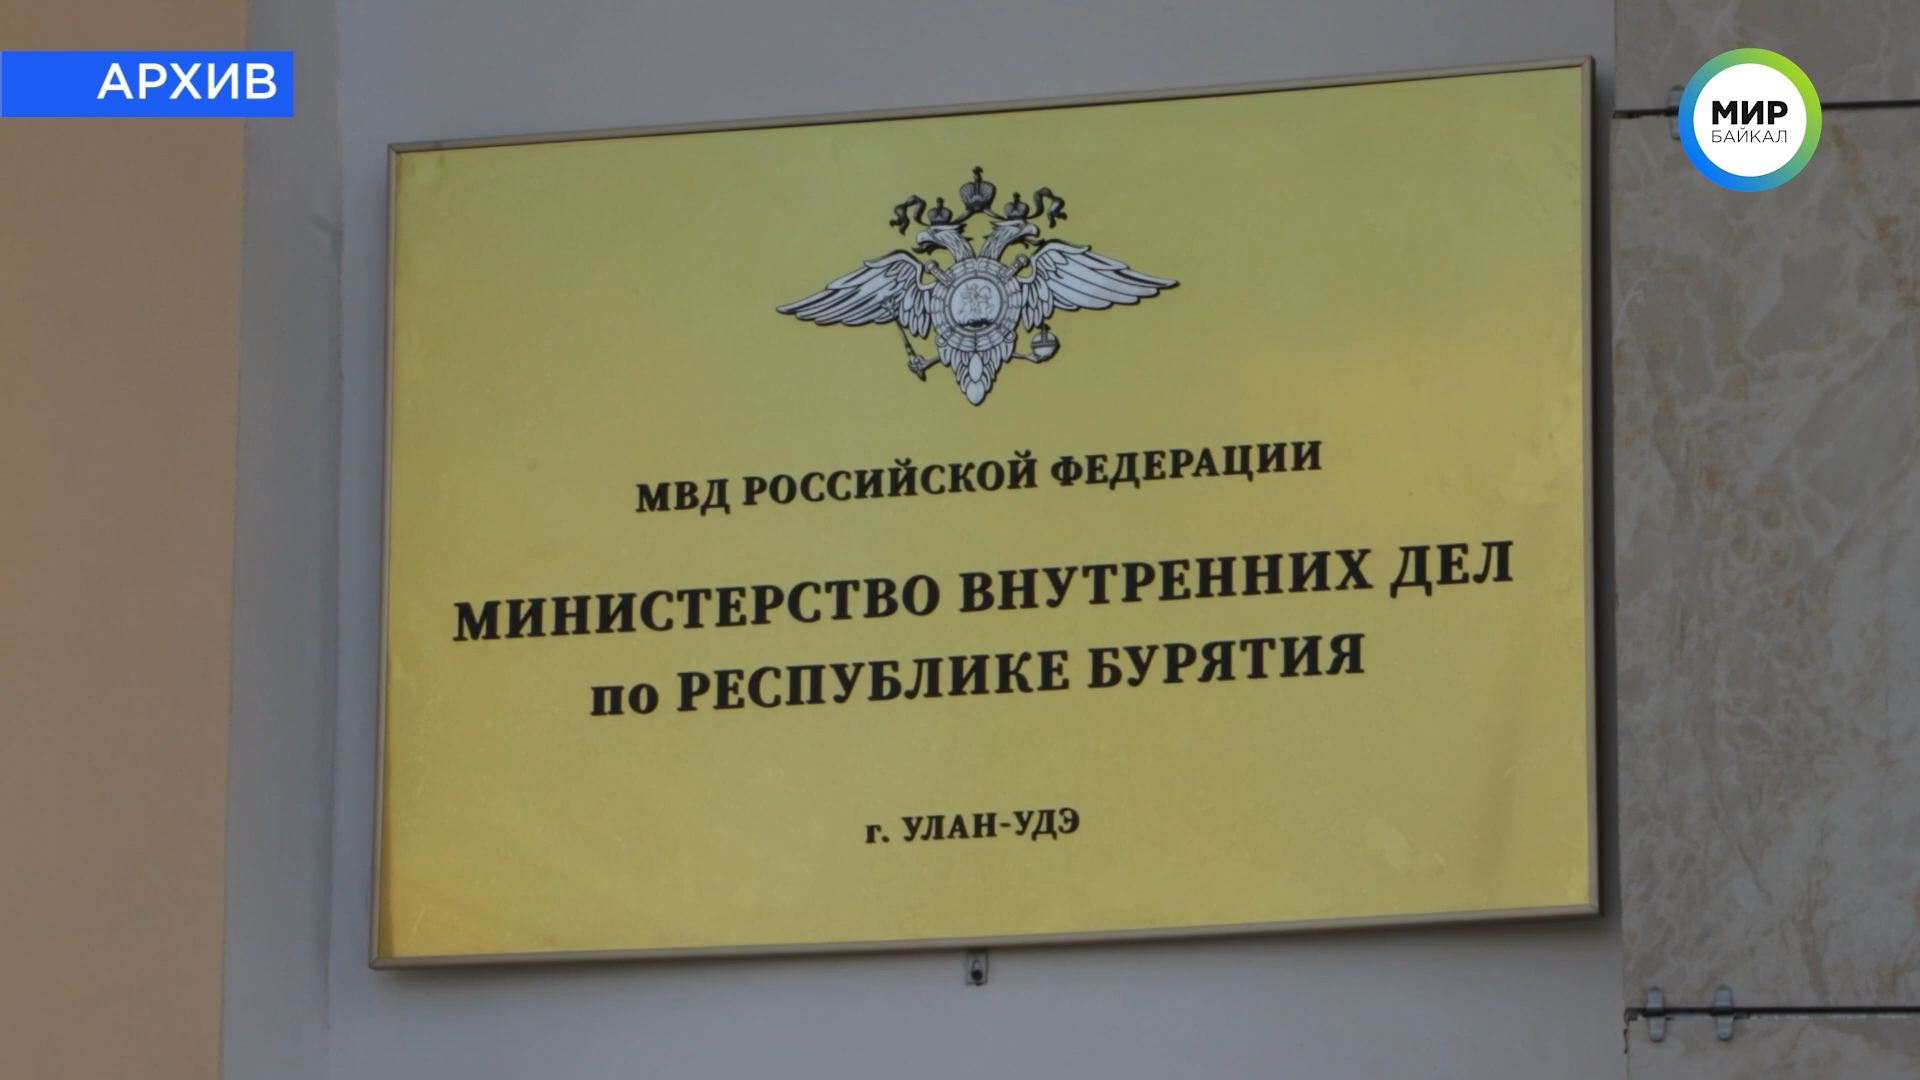 АРХИВ
МИР
БАЙКАЛ
МВД РОССИЙСКОЙ ФЕДЕРАЦИИ
МИНИСТЕРСТВО ВНУТРЕННИХ ДЕЛ
по РЕСПУБЛИКЕ БУРЯТИЯ
г. УЛАН-УДЭ